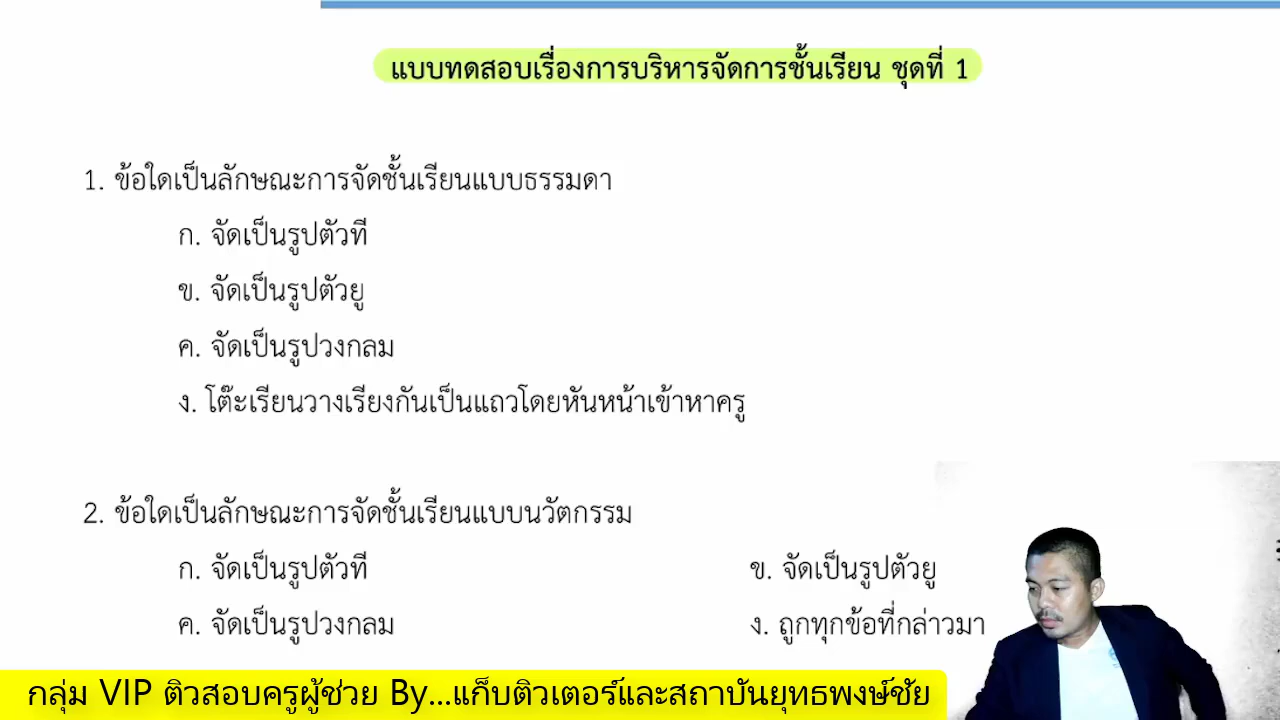 แบบทดสอบเรื่องการบริหารจัดการชั้นเรียน ชุดที่ 1
1. ข้อใดเป็นลักษณะการจัดชั้นเรียนแบบธรรมดา
ก. จัดเป็นรูปตัวที
ข. จัดเป็นรูปตัวยู
ค. จัดเป็นรูปวงกลม
ง. โต๊ะเรียนวางเรียงกันเป็นแถวโดยหันหน้าเข้าหาครู
2. ข้อใดเป็นลักษณะการจัดชั้นเรียนแบบนวัตกรรม
ก. จัดเป็นรูปตัวที ข. จัดเป็นรูปตัวยู
ค. จัดเป็นรูปวงกลม ง. ถูกทุกข้อที่กล่าวมา
กลุ่ม VIP ติวสอบครูผู้ช่วย By...แก็บติวเตอร์และสถาบันยุทธพงษ์ชัย